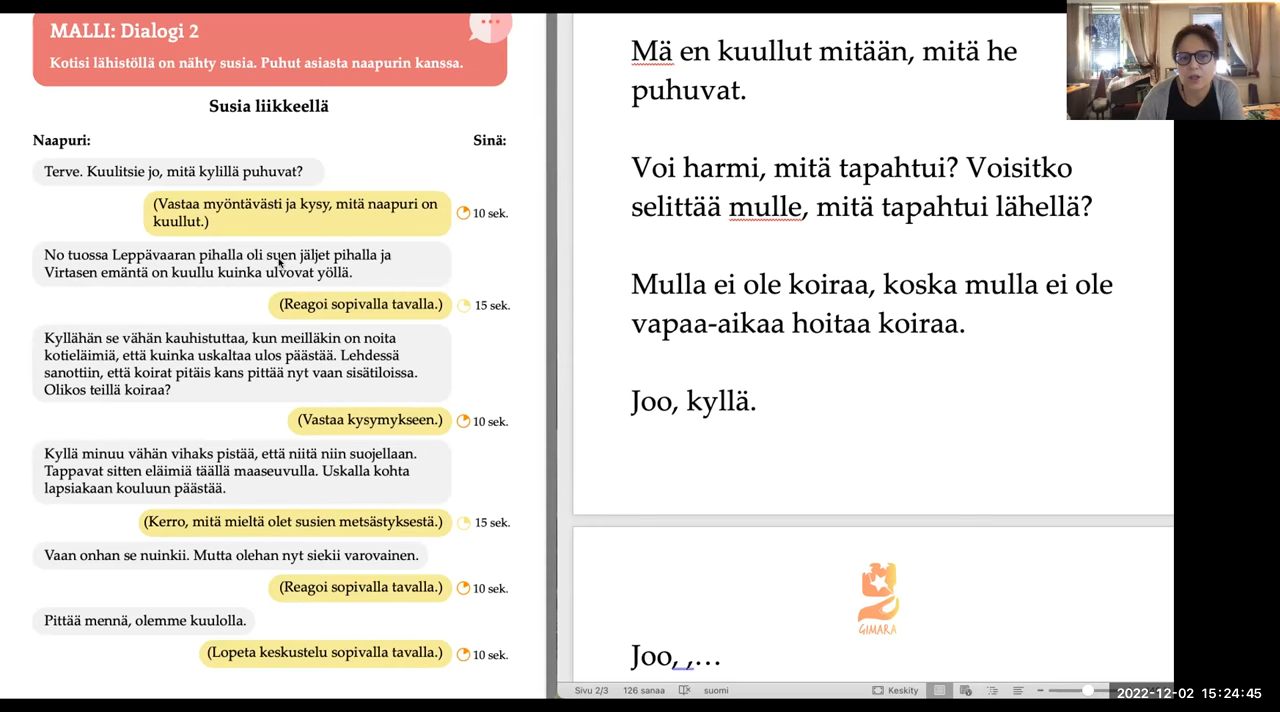 MALLI: Dialogi 2
Kotisi lähistöllä on nähty susia. Puhut asiasta naapurin kanssa.
Susia liikkeellä
Naapuri:
Sinä:
Terve. Kuulitsie jo, mitä kylillä puhuvat?
(Vastaa myöntävästi ja kysy, mitä naapuri on
kuullut.)
10 sek.
No tuossa Leppävaaran pihalla oli suen jäljet pihalla ja
Virtasen emäntä on kuullu kuinka ulvovat yöllä.
(Reagoi sopivalla tavalla.)
15 sek.
Kyllähän se vähän kauhistuttaa, kun meilläkin on noita
kotieläimiä, että kuinka uskaltaa ulos päästää. Lehdessä
sanottiin, että koirat pitäis kans pittää nyt vaan sisätiloissa.
Olikos teillä koiraa?
(Vastaa kysymykseen.)
10 sek.
Kyllä minuu vähän vihaks pistää, että niitä niin suojellaan.
Tappavat sitten eläimiä täällä maaseuvulla. Uskalla kohta
lapsiakaan kouluun päästää.
(Kerro, mitä mieltä olet susien metsästyksestä.)
15 sek.
Vaan onhan se nuinkii. Mutta olehan nyt siekii varovainen.
(Reagoi sopivalla tavalla.)
10 sek.
Pittää mennä, olemme kuulolla.
(Lopeta keskustelu sopivalla tavalla.)
10 sek.
Mä en kuullut mitään, mitä he
puhuvat.
Voi harmi, mitä tapahtui? Voisitko
selittää mulle, mitä tapahtui lähellä?
Mulla ei ole koiraa, koska mulla ei ole
vapaa-aikaa hoitaa koiraa.
Joo, kyllä.
GIMARA
Joo, ,…
Sivu 2/3
126 sanaa
suomi
Keskity
2022-12-02 15:24:45